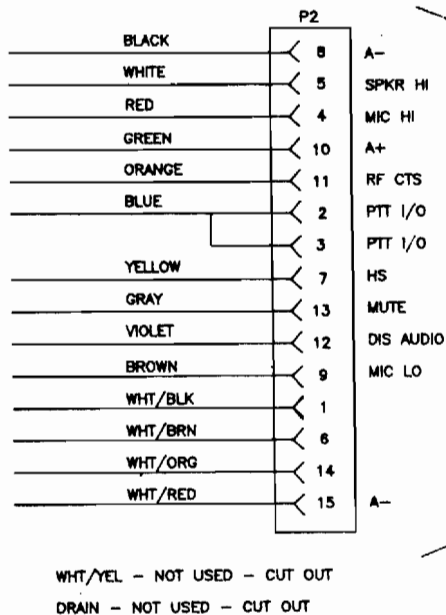 P2
BLACK 8 A-
WHITE 5 SPKR HI
RED 4 MIC HI
GREEN 10 A+
ORANGE 11 RF CTS
BLUE 2 PTT I/O
3 PTT I/O
YELLOW 7 HS
GRAY 13 MUTE
VIOLET 12 DIS AUDIO
BROWN 9 MIC LO
WHT/BLK 1
WHT/BRN 6
WHT/ORG 14
WHT/RED 15 A-
WHT/YEL - NOT USED - CUT OUT
DRAIN - NOT USED - CUT OUT